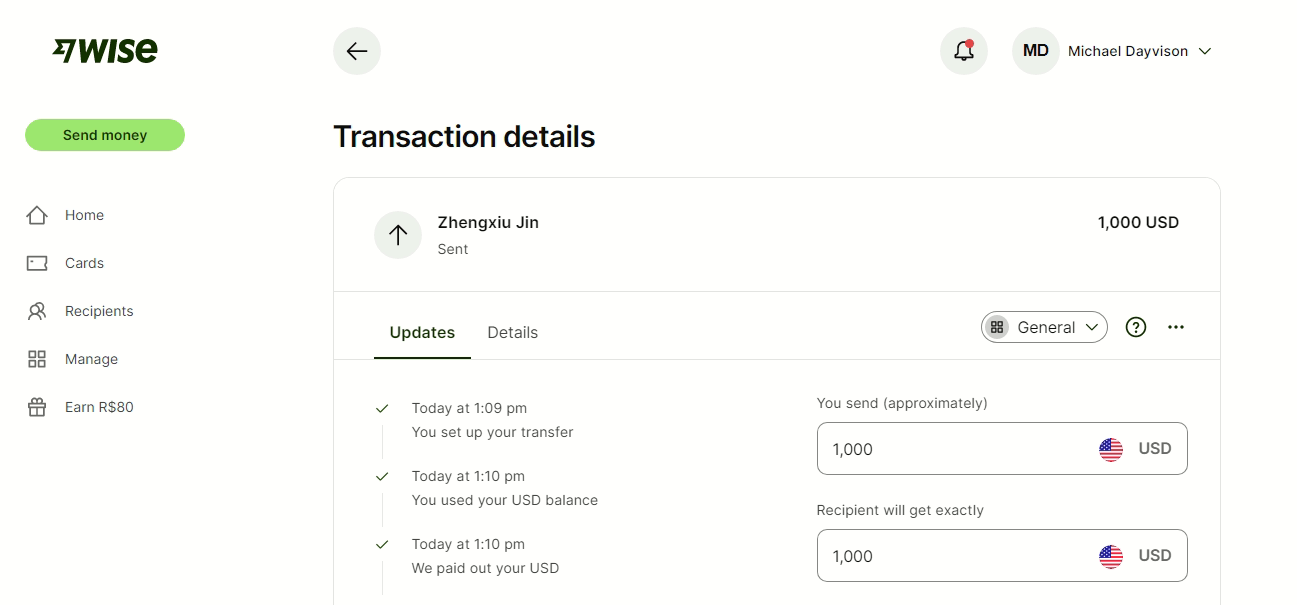 WISE
MD Michael Dayvison
Send money
Transaction details
Home
Cards
Recipients
Manage
Earn R$80
Zhengxiu Jin
Sent
1,000 USD
Updates
Details
General
?
Today at 1:09 pm
You set up your transfer
Today at 1:10 pm
You used your USD balance
Today at 1:10 pm
We paid out your USD
You send (approximately)
1,000 USD
Recipient will get exactly
1,000 USD